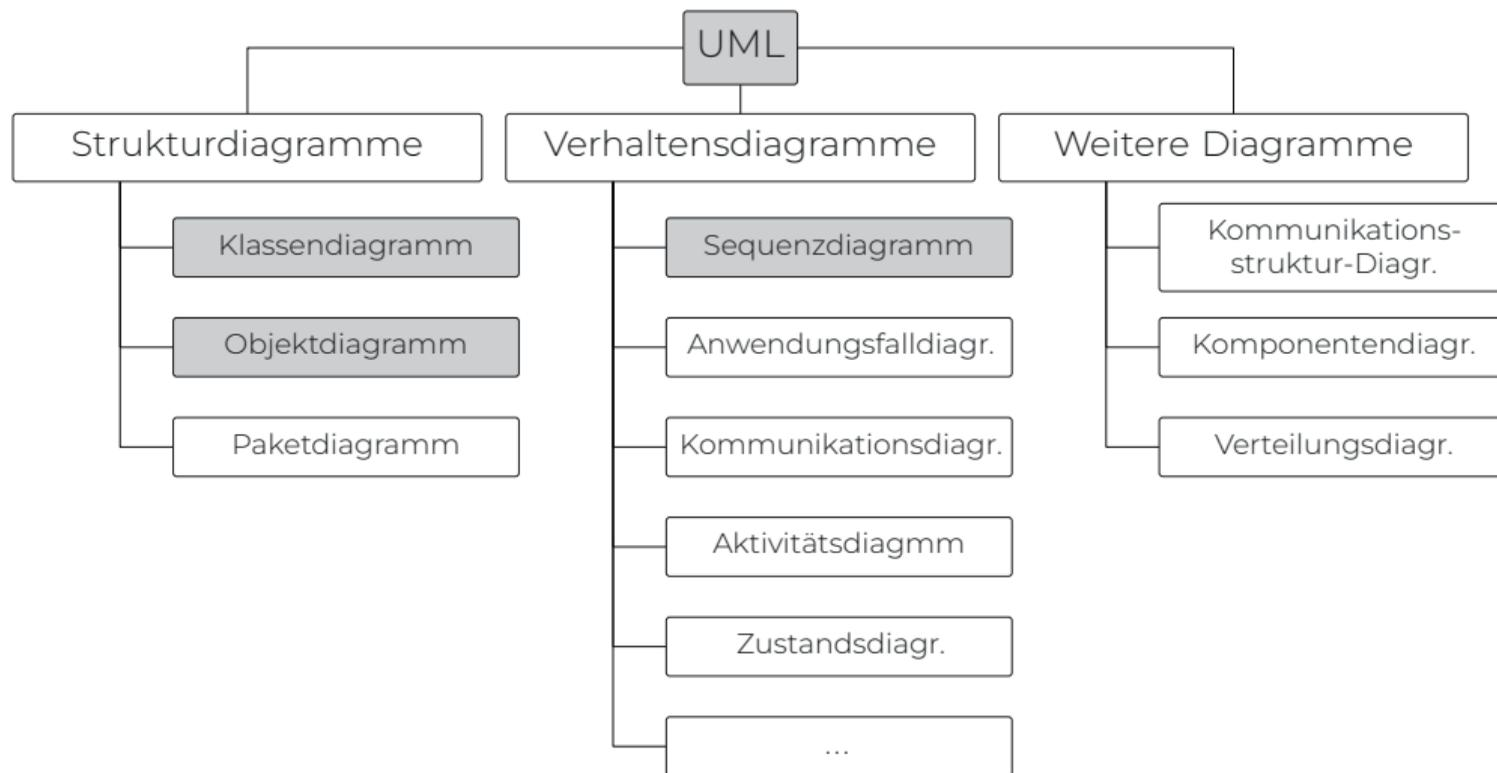 UML
Strukturdiagramme
Verhaltensdiagramme
Weitere Diagramme
Klassendiagramm
Objektdiagramm
Paketdiagramm
Sequenzdiagramm
Anwendungsfalldiagr.
Kommunikationsdiagr.
Aktivitätsdiagmm
Zustandsdiagr.
...
Kommunikations-
struktur-Diagr.
Komponentendiagr.
Verteilungsdiagr.